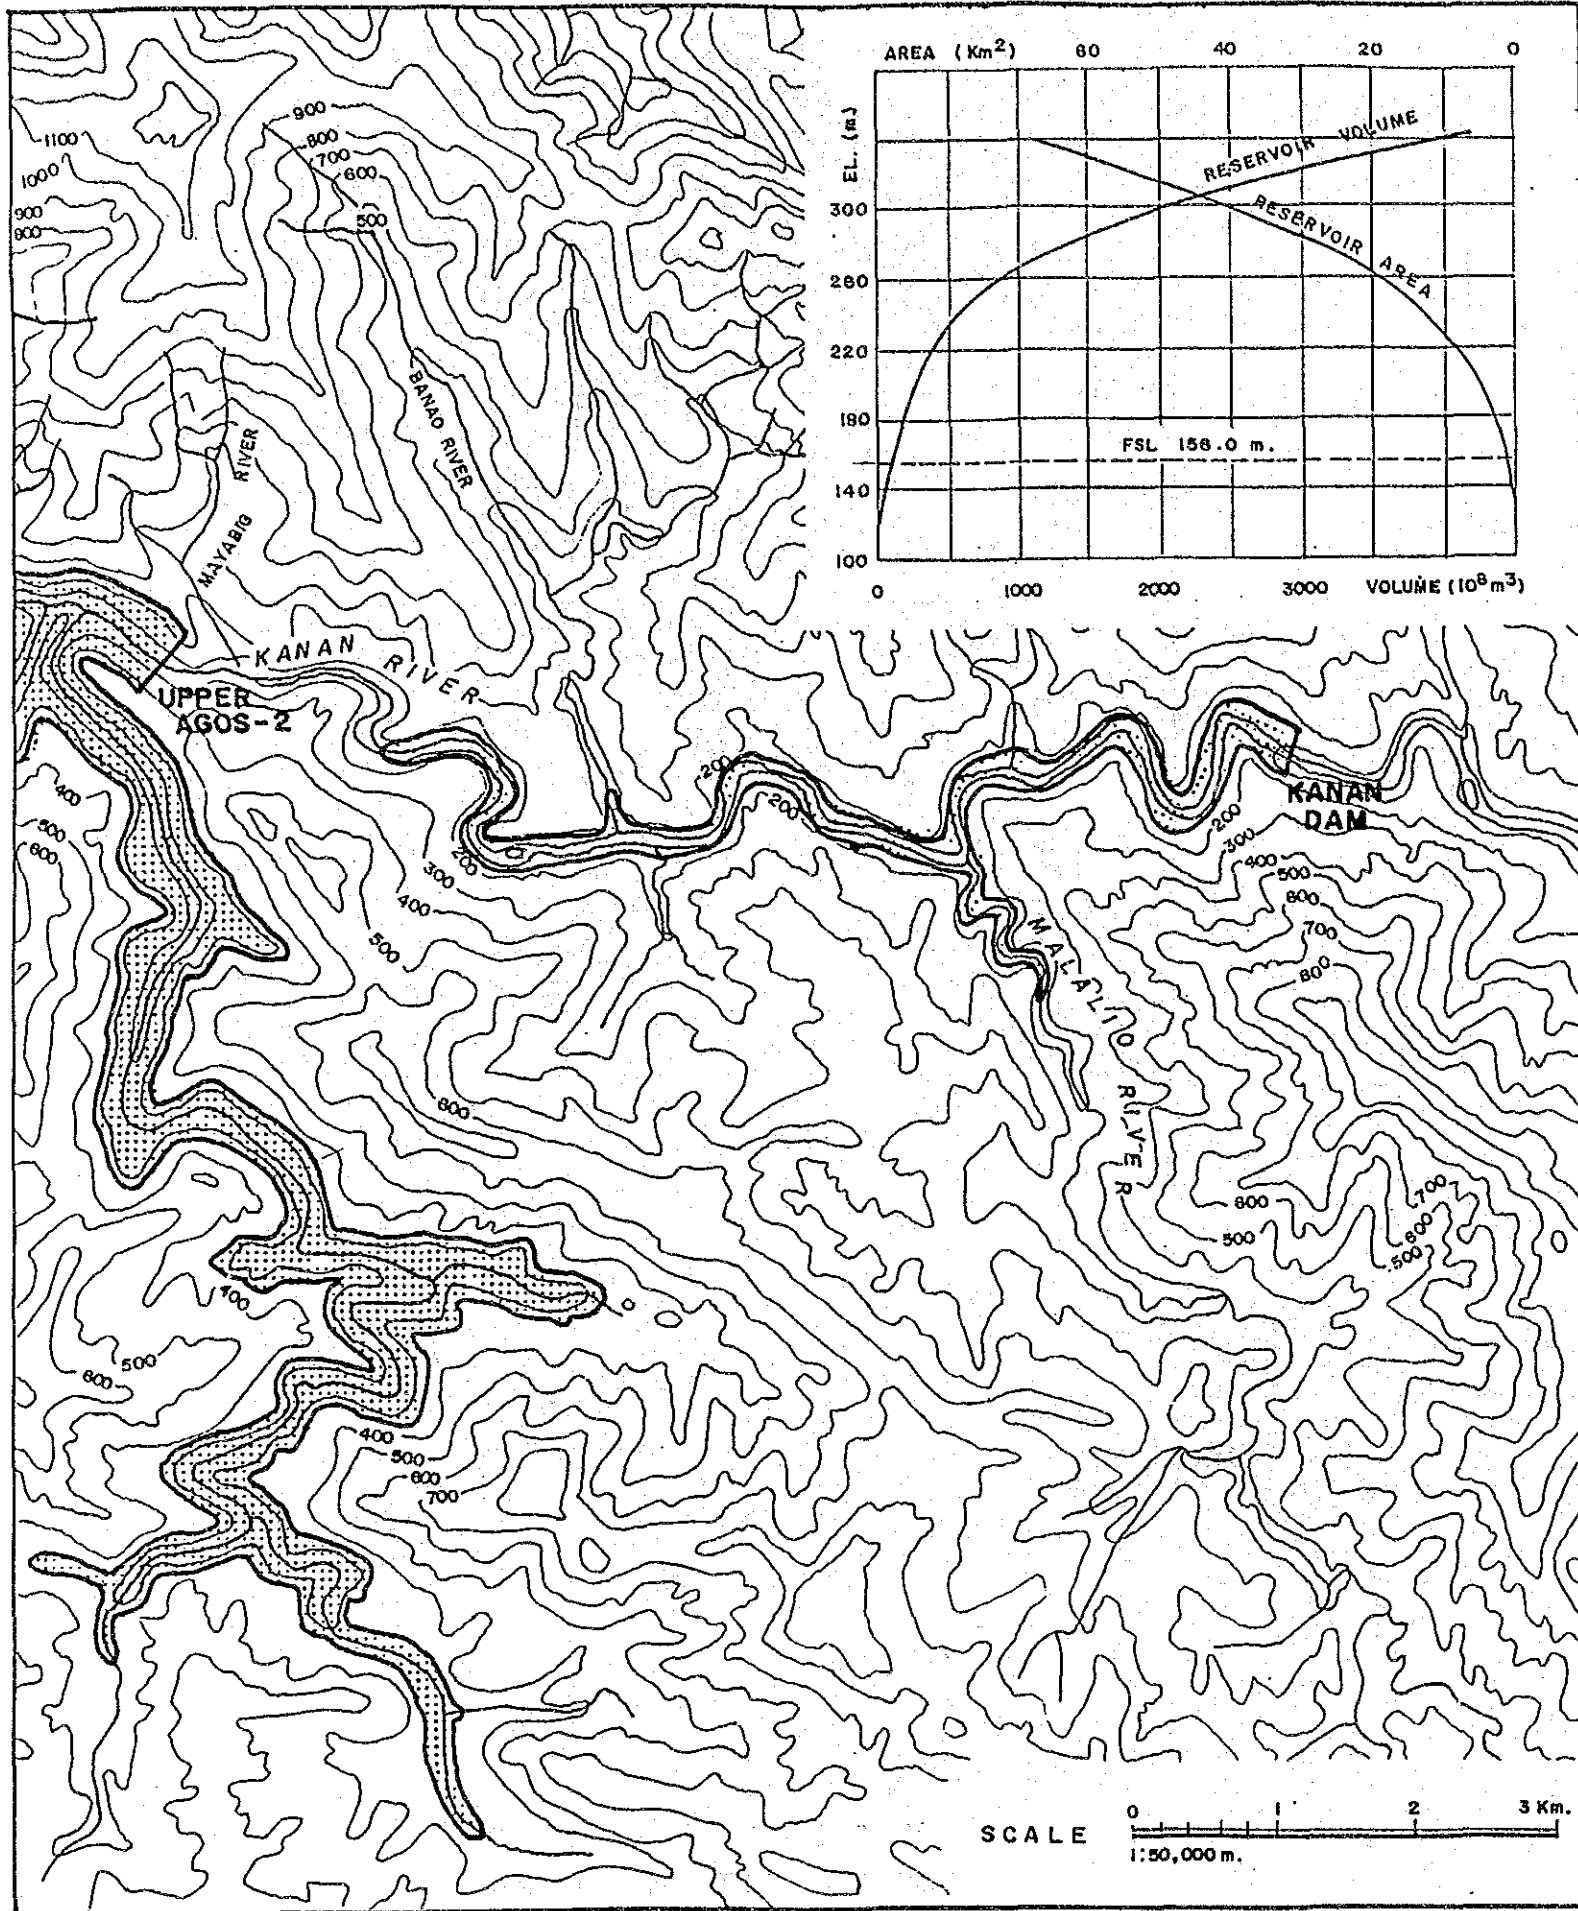 AREA (Km²) 60 40 20 0
EL. (m.)
300
260
220
180
140
100
RESERVOIR VOLUME
RESERVOIR AREA
FSL 156.0 m.
0 1000 2000 3000 VOLUME (10⁶m³)
1100
1000
900
800
900
800
700
600
500
BANAO RIVER
MAYABIG RIVER
KANAN RIVER
UPPER
AGOS-2
400
500
600
200
300
400
500
200
200
KANAN
DAM
200
300
400
500
600
700
800
MALALIO RIVER
600
600
500
700
600
500
400
500
600
400
500
600
700
SCALE
0 1 2 3 Km.
1:50,000 m.